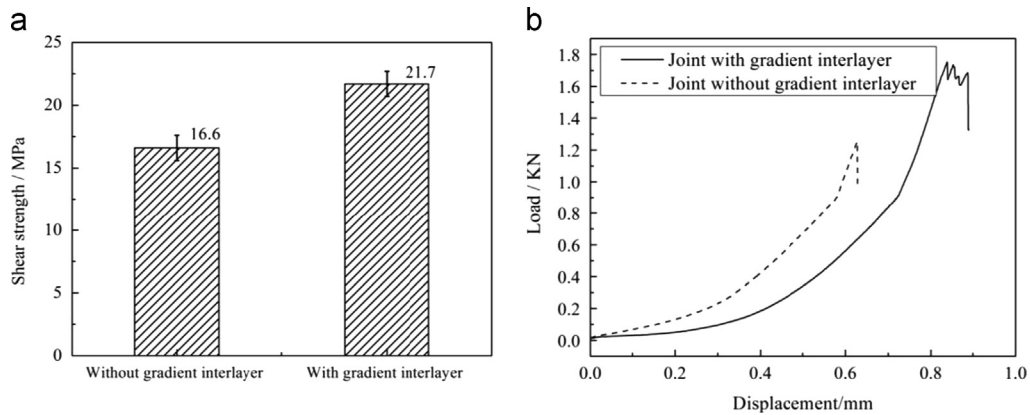 a
25
20
15
10
5
0
Shear strength / MPa
16.6
21.7
Without gradient interlayer
With gradient interlayer
b
1.8
1.6
1.4
1.2
1.0
0.8
0.6
0.4
0.2
0.0
Load / KN
Joint with gradient interlayer
Joint without gradient interlayer
0.0 0.2 0.4 0.6 0.8 1.0
Displacement/mm